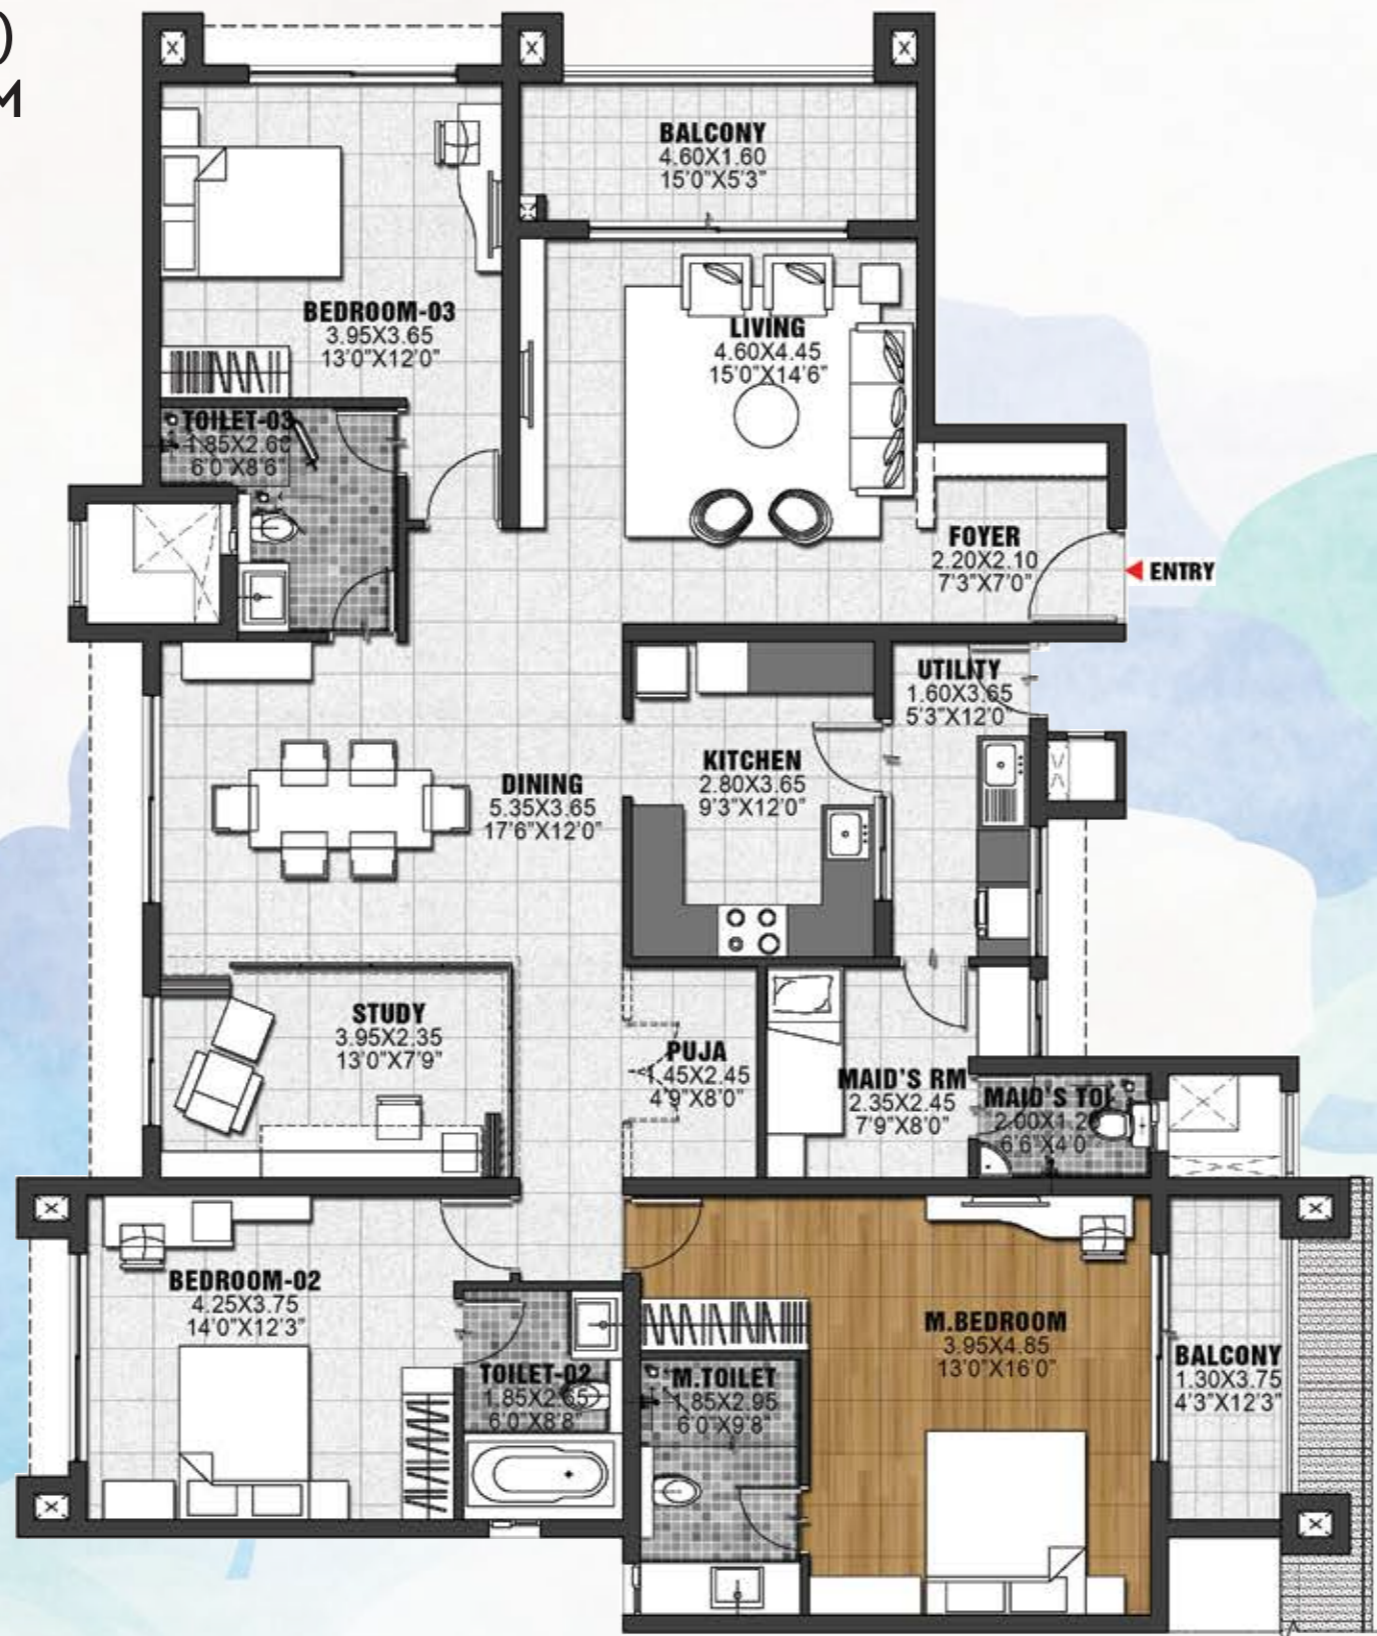 )
M
BALCONY
4.60X1.60
15'0"X5'3"
BEDROOM-03
3.95X3.65
13'0"X12'0"
LIVING
4.60X4.45
15'0"X14'6"
TOILET-03
1.85X2.60
6'0"X8'6"
FOYER
2.20X2.10
7'3"X7'0"
ENTRY
UTILITY
1.60X3.65
5'3"X12'0"
KITCHEN
2.80X3.65
9'3"X12'0"
DINING
5.35X3.65
17'6"X12'0"
STUDY
3.95X2.35
13'0"X7'9"
PUJA
1.45X2.45
4'9"X8'0"
MAID'S RM
2.35X2.45
7'9"X8'0"
MAID'S TOI
2.00X1.2
6'6"X4'0"
BEDROOM-02
4.25X3.75
14'0"X12'3"
M.BEDROOM
3.95X4.85
13'0"X16'0"
BALCONY
1.30X3.75
4'3"X12'3"
TOILET-02
1.85X2.65
6'0"X8'8"
M.TOILET
1.85X2.95
6'0"X9'8"